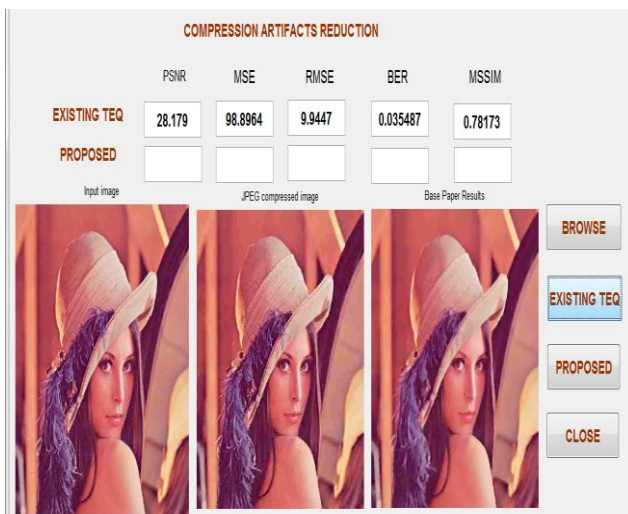 COMPRESSION ARTIFACTS REDUCTION
PSNR MSE RMSE BER MSSIM
EXISTING TEQ 28.179 98.8964 9.9447 0.035487 0.78173
PROPOSED
Input image JPEG compressed image Base Paper Results
BROWSE
EXISTING TEQ
PROPOSED
CLOSE